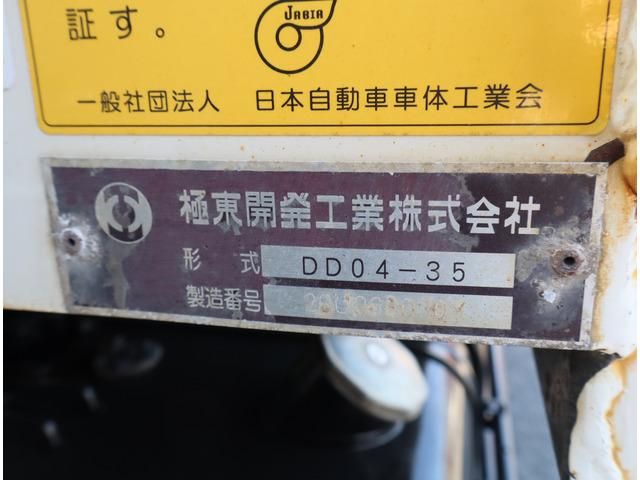 証す。
JABIA
一般社団法人 日本自動車車体工業会
極東開発工業株式会社
形式 DD04-35
製造番号